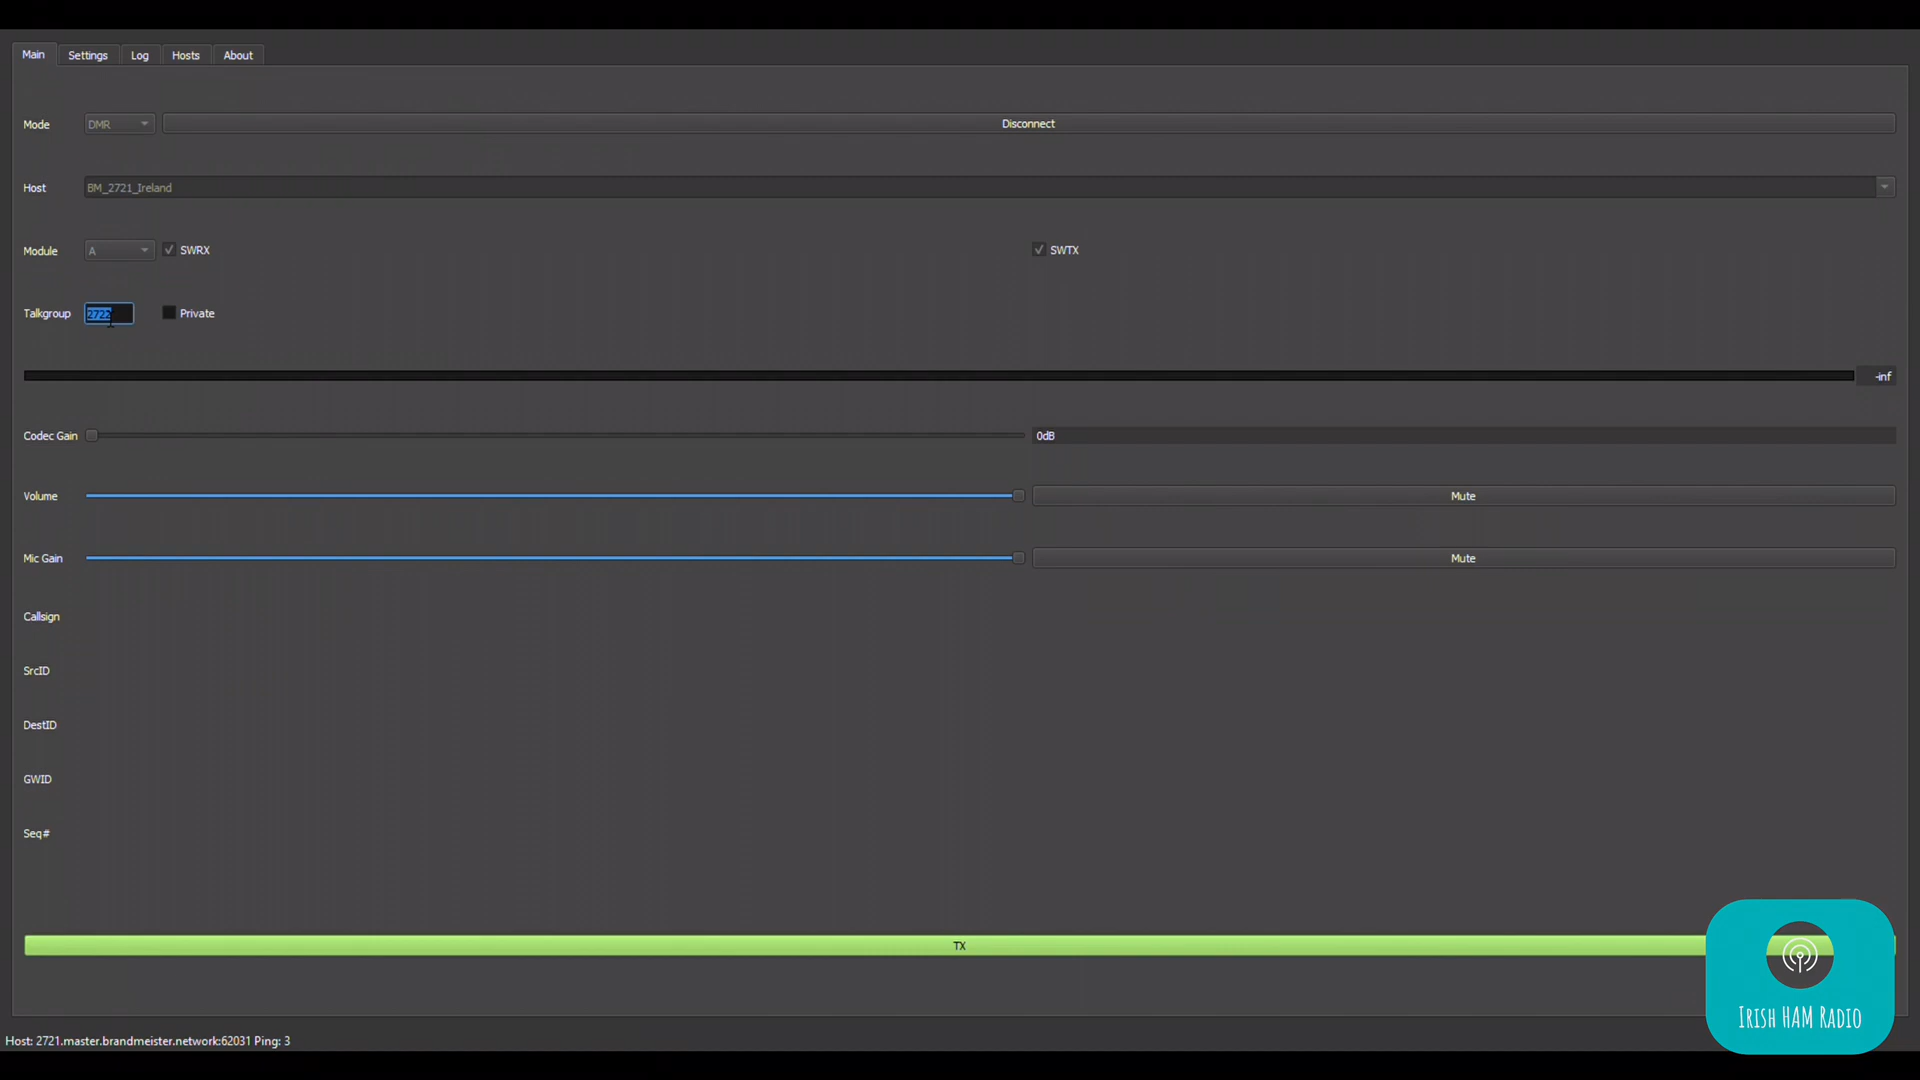 Main Settings Log Hosts About
Mode DMR Disconnect
Host BM_2721_Ireland
Module A SWRX SWTX
Talkgroup 2722 Private
-inf
Codec Gain 0dB
Volume Mute
Mic Gain Mute
Callsign
SrcID
DestID
GWID
Seq#
TX
IRISH HAM RADIO
Host: 2721.master.brandmeister.network:62031 Ping: 3